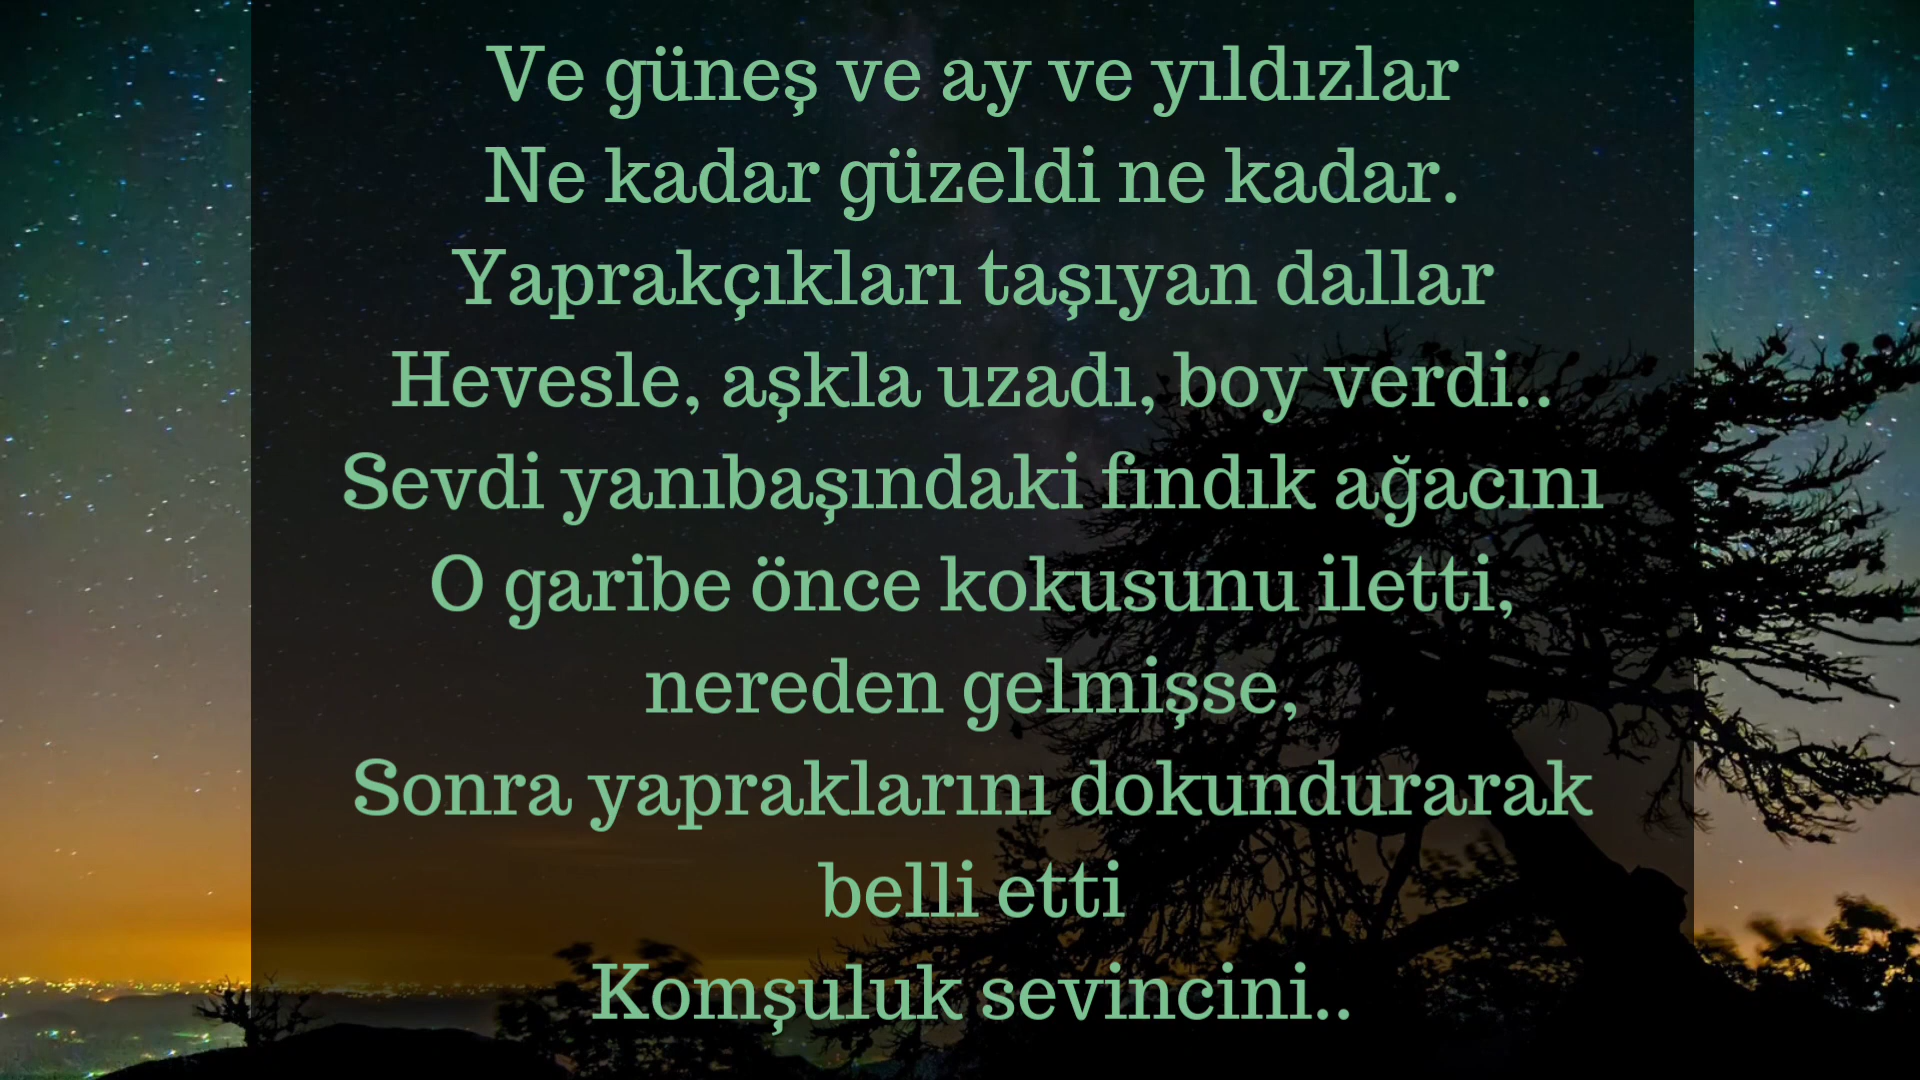 Ve güneş ve ay ve yıldızlar
Ne kadar güzeldi ne kadar.
Yaprakçıkları taşıyan dallar
Hevesle, aşkla uzadı, boy verdi..
Sevdi yanıbaşındaki fındık ağacını
O garibe önce kokusunu iletti,
nereden gelmişse,
Sonra yapraklarını dokundurarak
belli etti
Komşuluk sevincini..